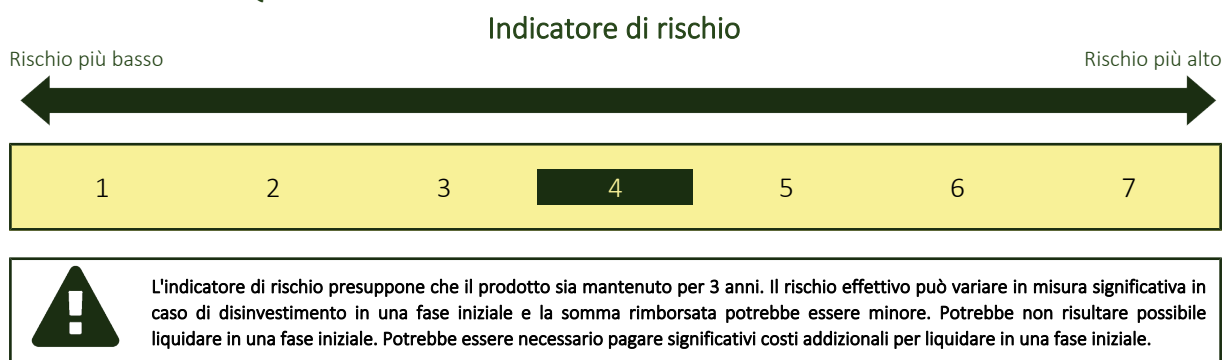 Indicatore di rischio
Rischio più basso
Rischio più alto
1 2 3 4 5 6 7
L'indicatore di rischio presuppone che il prodotto sia mantenuto per 3 anni. Il rischio effettivo può variare in misura significativa in
caso di disinvestimento in una fase iniziale e la somma rimborsata potrebbe essere minore. Potrebbe non risultare possibile
liquidare in una fase iniziale. Potrebbe essere necessario pagare significativi costi addizionali per liquidare in una fase iniziale.